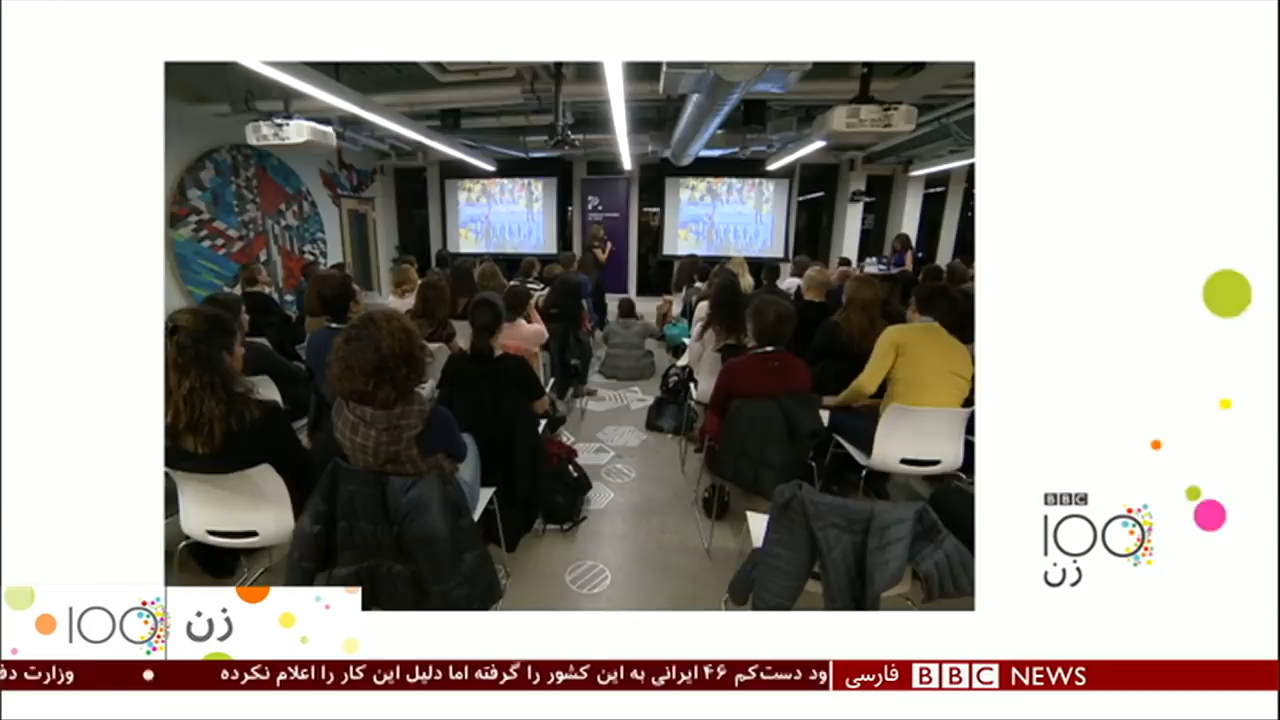 BBC
100
زن
100 زن
ود دست‌کم ۴۶ ایرانی به این کشور را گرفته اما دلیل این کار را اعلام نکرده • وزارت
BBC NEWS فارسی